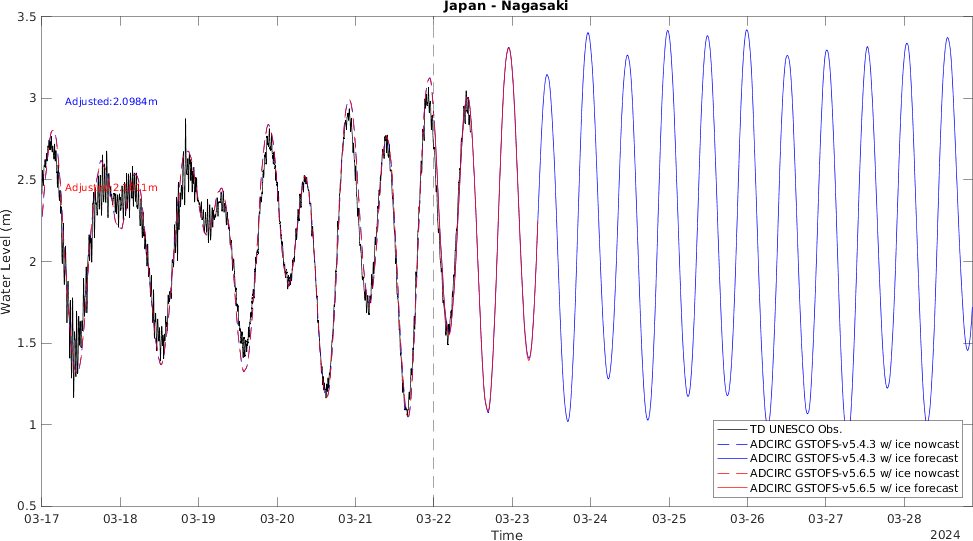 Japan - Nagasaki
3.5
3
2.5
2
1.5
1
0.5
Water Level (m)
Adjusted:2.0984m
03-17
03-18
03-19
03-20
03-21
03-22
03-23
03-24
03-25
03-26
03-27
03-28
Time
2024
TD UNESCO Obs.
ADCIRC GSTOFS-v5.4.3 w/ ice nowcast
ADCIRC GSTOFS-v5.4.3 w/ ice forecast
ADCIRC GSTOFS-v5.6.5 w/ ice nowcast
ADCIRC GSTOFS-v5.6.5 w/ ice forecast